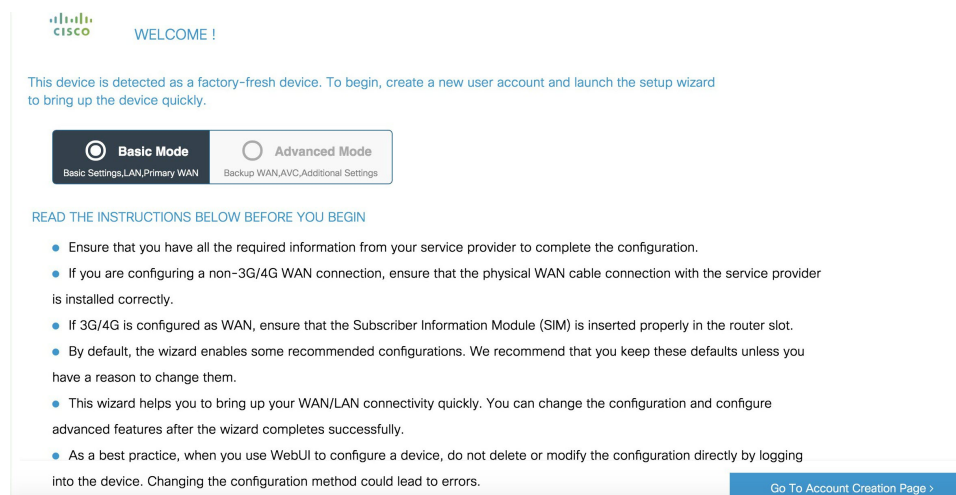 CISCO
WELCOME !
This device is detected as a factory-fresh device. To begin, create a new user account and launch the setup wizard
to bring up the device quickly.
Basic Mode
Basic Settings,LAN,Primary WAN
Advanced Mode
Backup WAN,AVC,Additional Settings
READ THE INSTRUCTIONS BELOW BEFORE YOU BEGIN
● Ensure that you have all the required information from your service provider to complete the configuration.
● If you are configuring a non-3G/4G WAN connection, ensure that the physical WAN cable connection with the service provider
is installed correctly.
● If 3G/4G is configured as WAN, ensure that the Subscriber Information Module (SIM) is inserted properly in the router slot.
● By default, the wizard enables some recommended configurations. We recommend that you keep these defaults unless you
have a reason to change them.
● This wizard helps you to bring up your WAN/LAN connectivity quickly. You can change the configuration and configure
advanced features after the wizard completes successfully.
● As a best practice, when you use WebUI to configure a device, do not delete or modify the configuration directly by logging
into the device. Changing the configuration method could lead to errors.
Go To Account Creation Page >